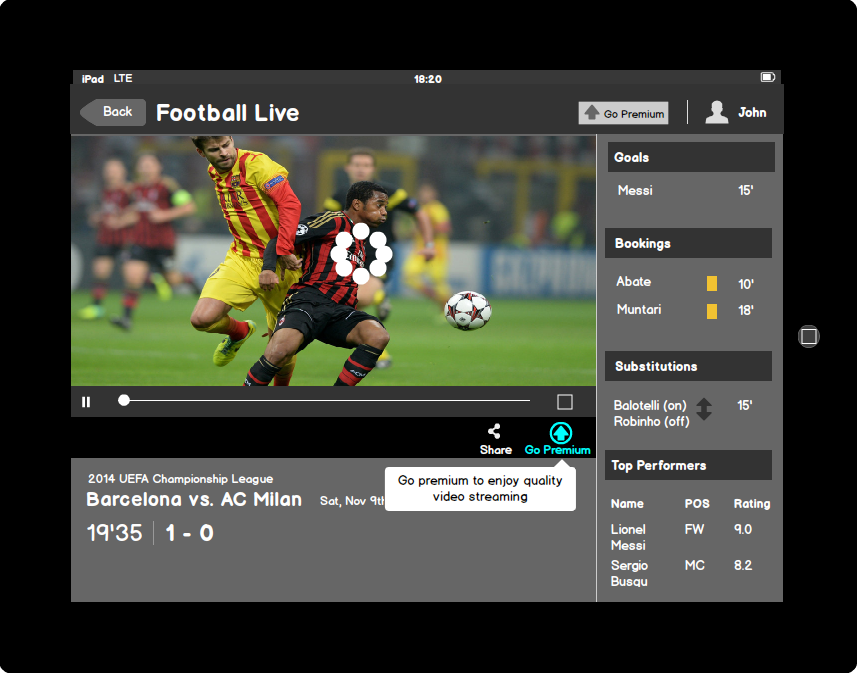 iPad LTE 18:20
Back Football Live Go Premium John
Goals
Messi 15'
Bookings
Abate 10'
Muntari 18'
Substitutions
Balotelli (on) 15'
Robinho (off)
Share Go Premium
Go premium to enjoy quality
video streaming
2014 UEFA Championship League
Barcelona vs. AC Milan Sat, Nov 9th
19'35 1 - 0
Top Performers
Name POS Rating
Lionel FW 9.0
Messi
Sergio MC 8.2
Busqu